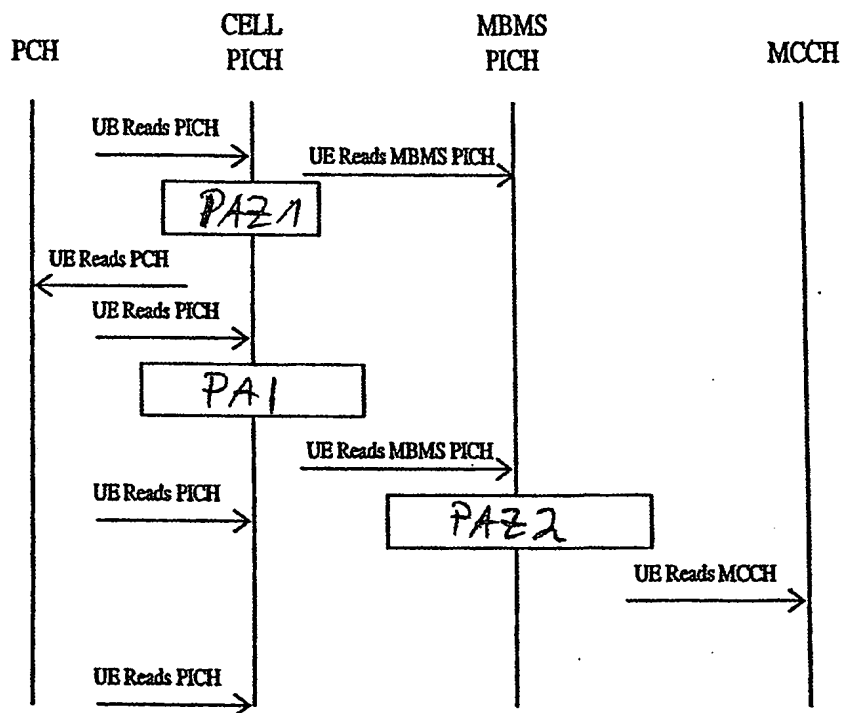 PCH
CELL
PICH
MBMS
PICH
MCCH
UE Reads PICH
UE Reads MBMS PICH
PAZ1
UE Reads PCH
UE Reads PICH
PA1
UE Reads MBMS PICH
UE Reads PICH
PAZ2
UE Reads MCCH
UE Reads PICH